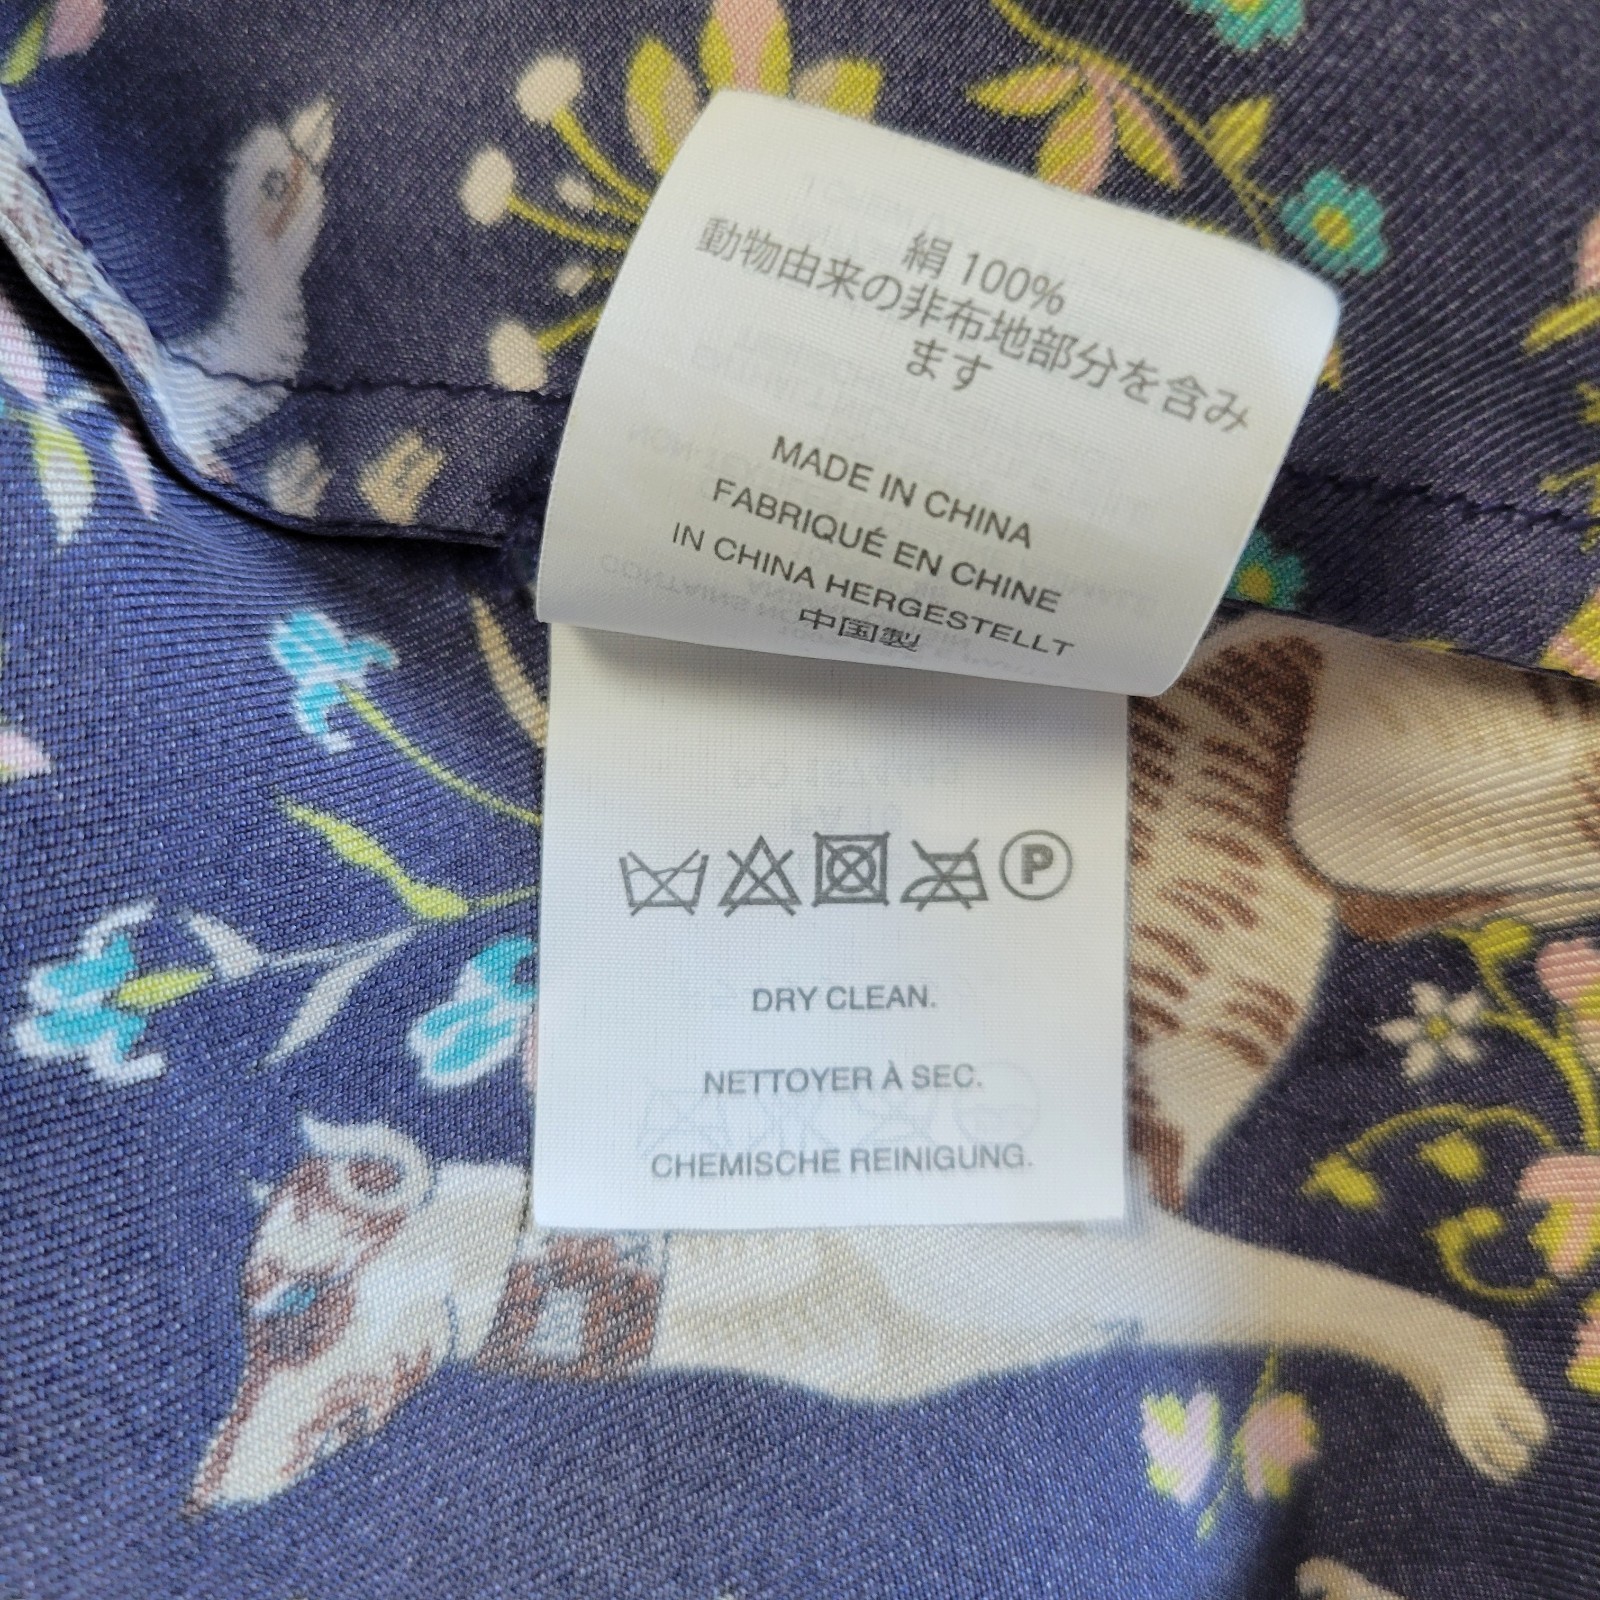 絹 100%
動物由来の非布地部分を含み
ます
MADE IN CHINA
FABRIQUÉ EN CHINE
IN CHINA HERGESTELLT
中国製
P
DRY CLEAN.
NETTOYER À SEC.
CHEMISCHE REINIGUNG.